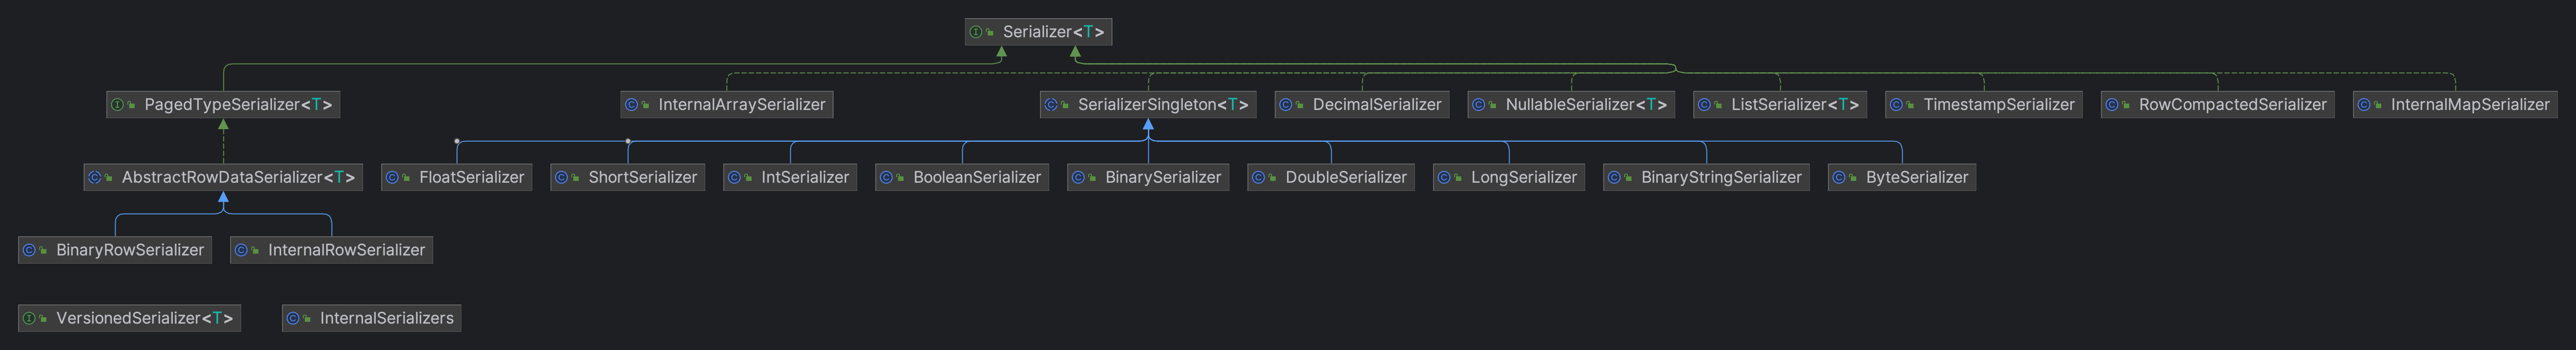 Serializer<T>
PagedTypeSerializer<T>
InternalArraySerializer
SerializerSingleton<T>
DecimalSerializer
NullableSerializer<T>
ListSerializer<T>
TimestampSerializer
RowCompactedSerializer
InternalMapSerializer
AbstractRowDataSerializer<T>
FloatSerializer
ShortSerializer
IntSerializer
BooleanSerializer
BinarySerializer
DoubleSerializer
LongSerializer
BinaryStringSerializer
ByteSerializer
BinaryRowSerializer
InternalRowSerializer
VersionedSerializer<T>
InternalSerializers